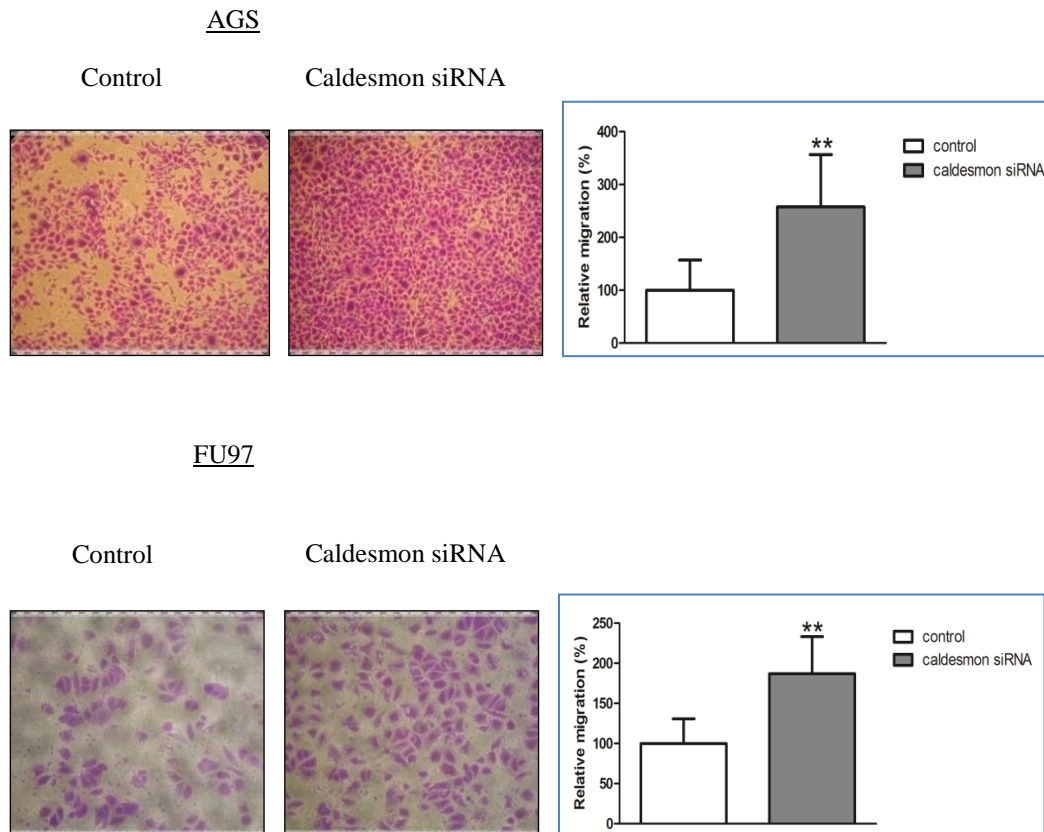 AGS
Control Caldesmon siRNA
400
300
200
100
0
Relative migration (%)
**
control
caldesmon siRNA
FU97
Control Caldesmon siRNA
250
200
150
100
50
0
Relative migration (%)
**
control
caldesmon siRNA